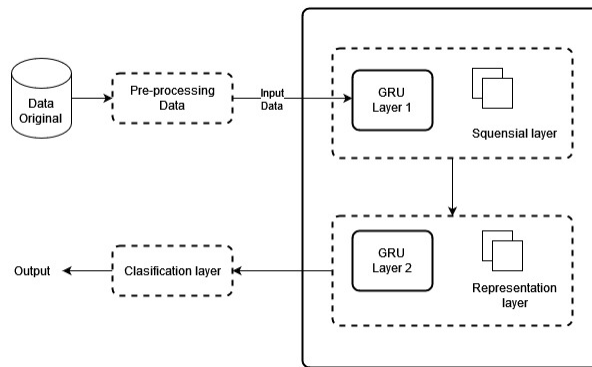 Data
Original
Pre-processing
Data
Input
Data
GRU
Layer 1
Squensial layer
GRU
Layer 2
Representation
layer
Clasification layer
Output